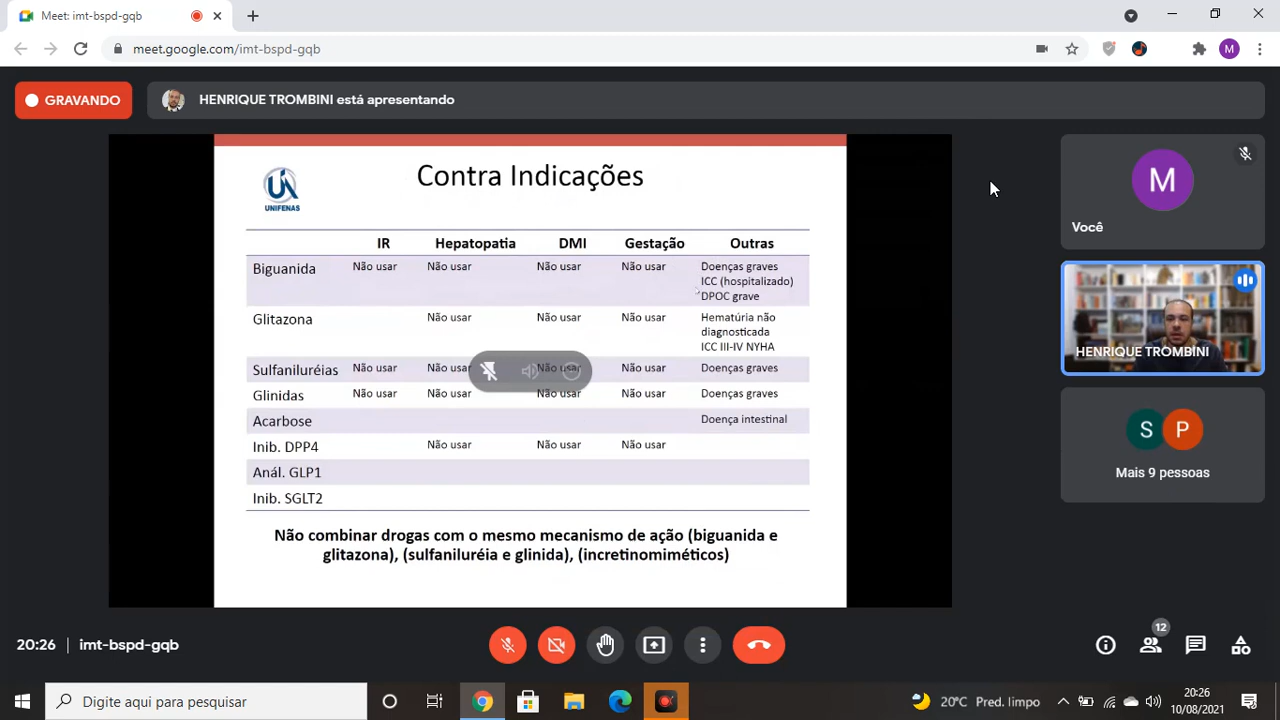 Meet: imt-bspd-gqb
meet.google.com/imt-bspd-gqb
M
GRAVANDO
HENRIQUE TROMBINI está apresentando
UNIFENAS
Contra Indicações
IR Hepatopatia DMI Gestação Outras
Biguanida Não usar Não usar Não usar Não usar Doenças graves
ICC (hospitalizado)
DPOC grave
Glitazona Não usar Não usar Não usar Hematúria não
diagnosticada
ICC III-IV NYHA
Sulfaniluréias Não usar Não usar Não usar Não usar Doenças graves
Glinidas Não usar Não usar Não usar Não usar Doenças graves
Acarbose Doença intestinal
Inib. DPP4 Não usar Não usar Não usar
Anál. GLP1
Inib. SGLT2
Não combinar drogas com o mesmo mecanismo de ação (biguanida e
glitazona), (sulfaniluréia e glinida), (incretinomiméticos)
M
Você
HENRIQUE TROMBINI
S P
Mais 9 pessoas
20:26 | imt-bspd-gqb
12
Digite aqui para pesquisar
20°C Pred. limpo
20:26
10/08/2021